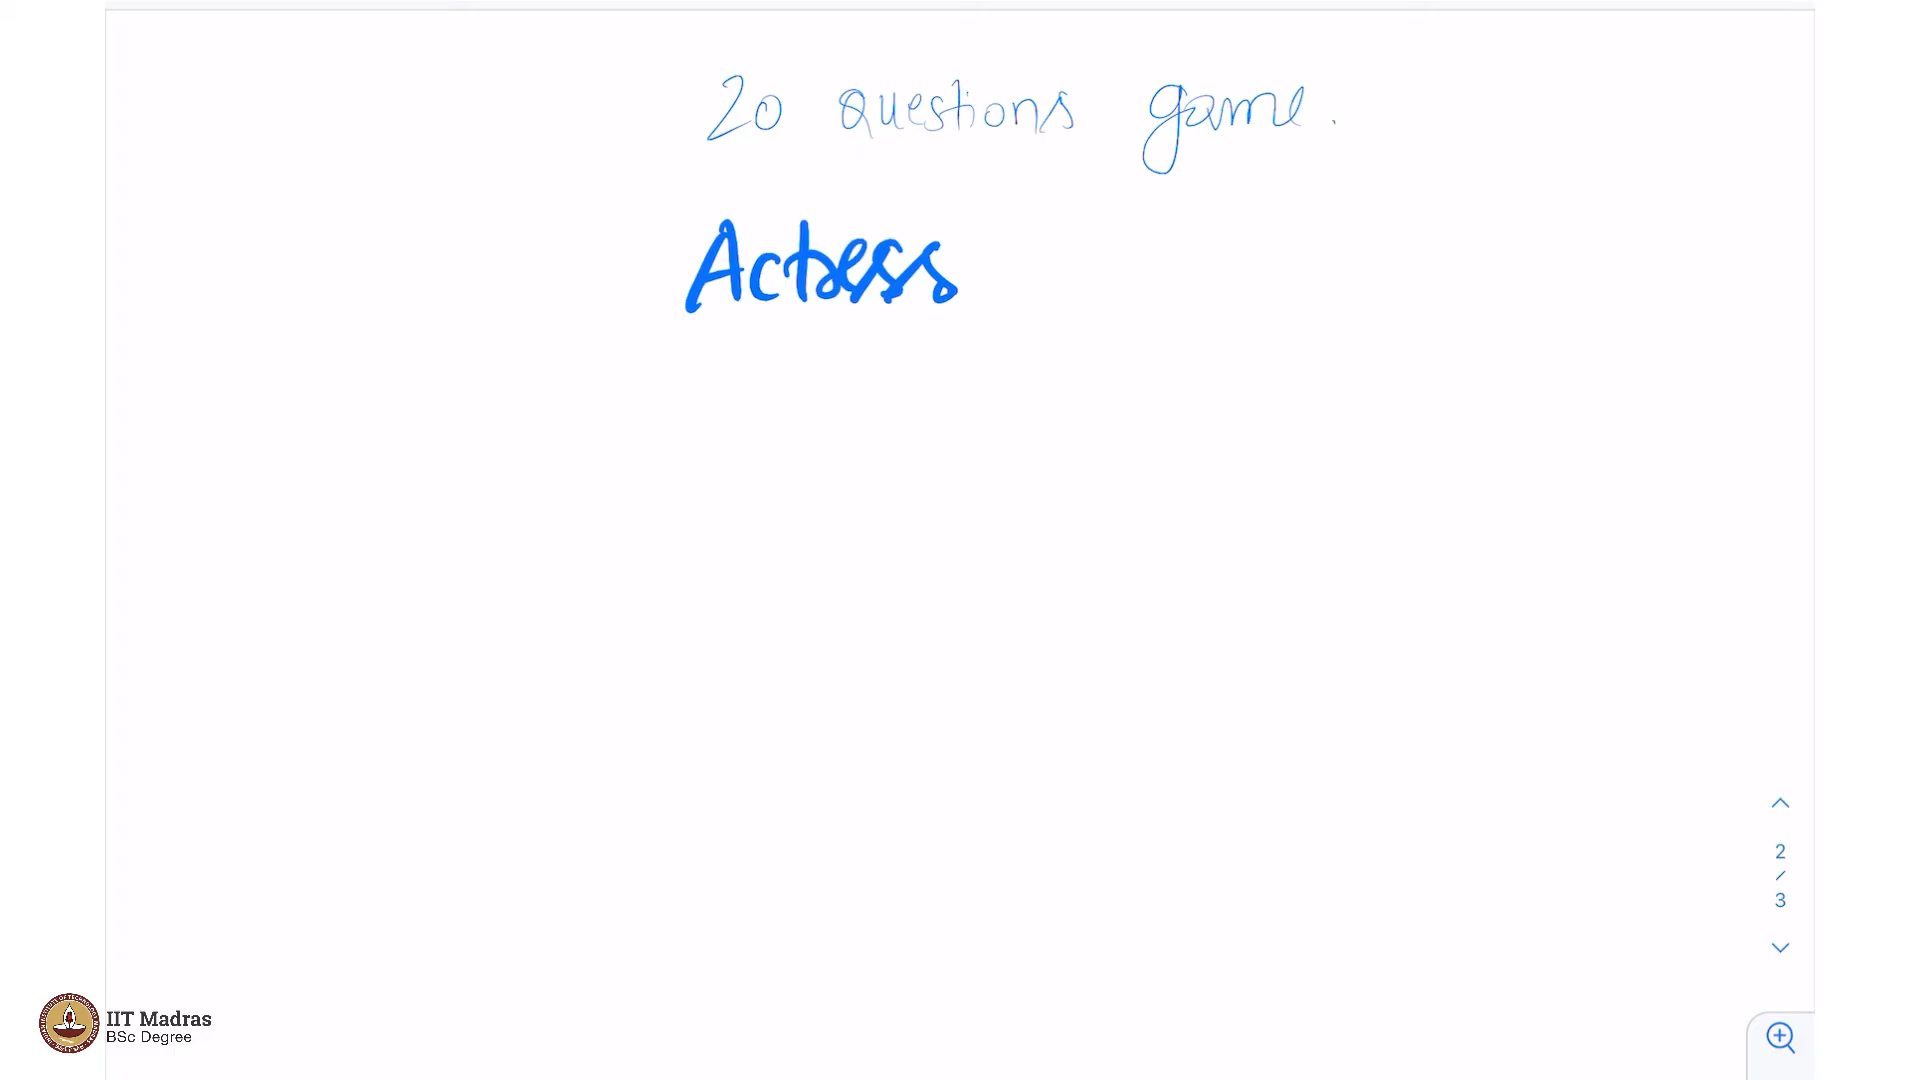 20 questions game.
Actress
2
/
3
IIT Madras
BSc Degree